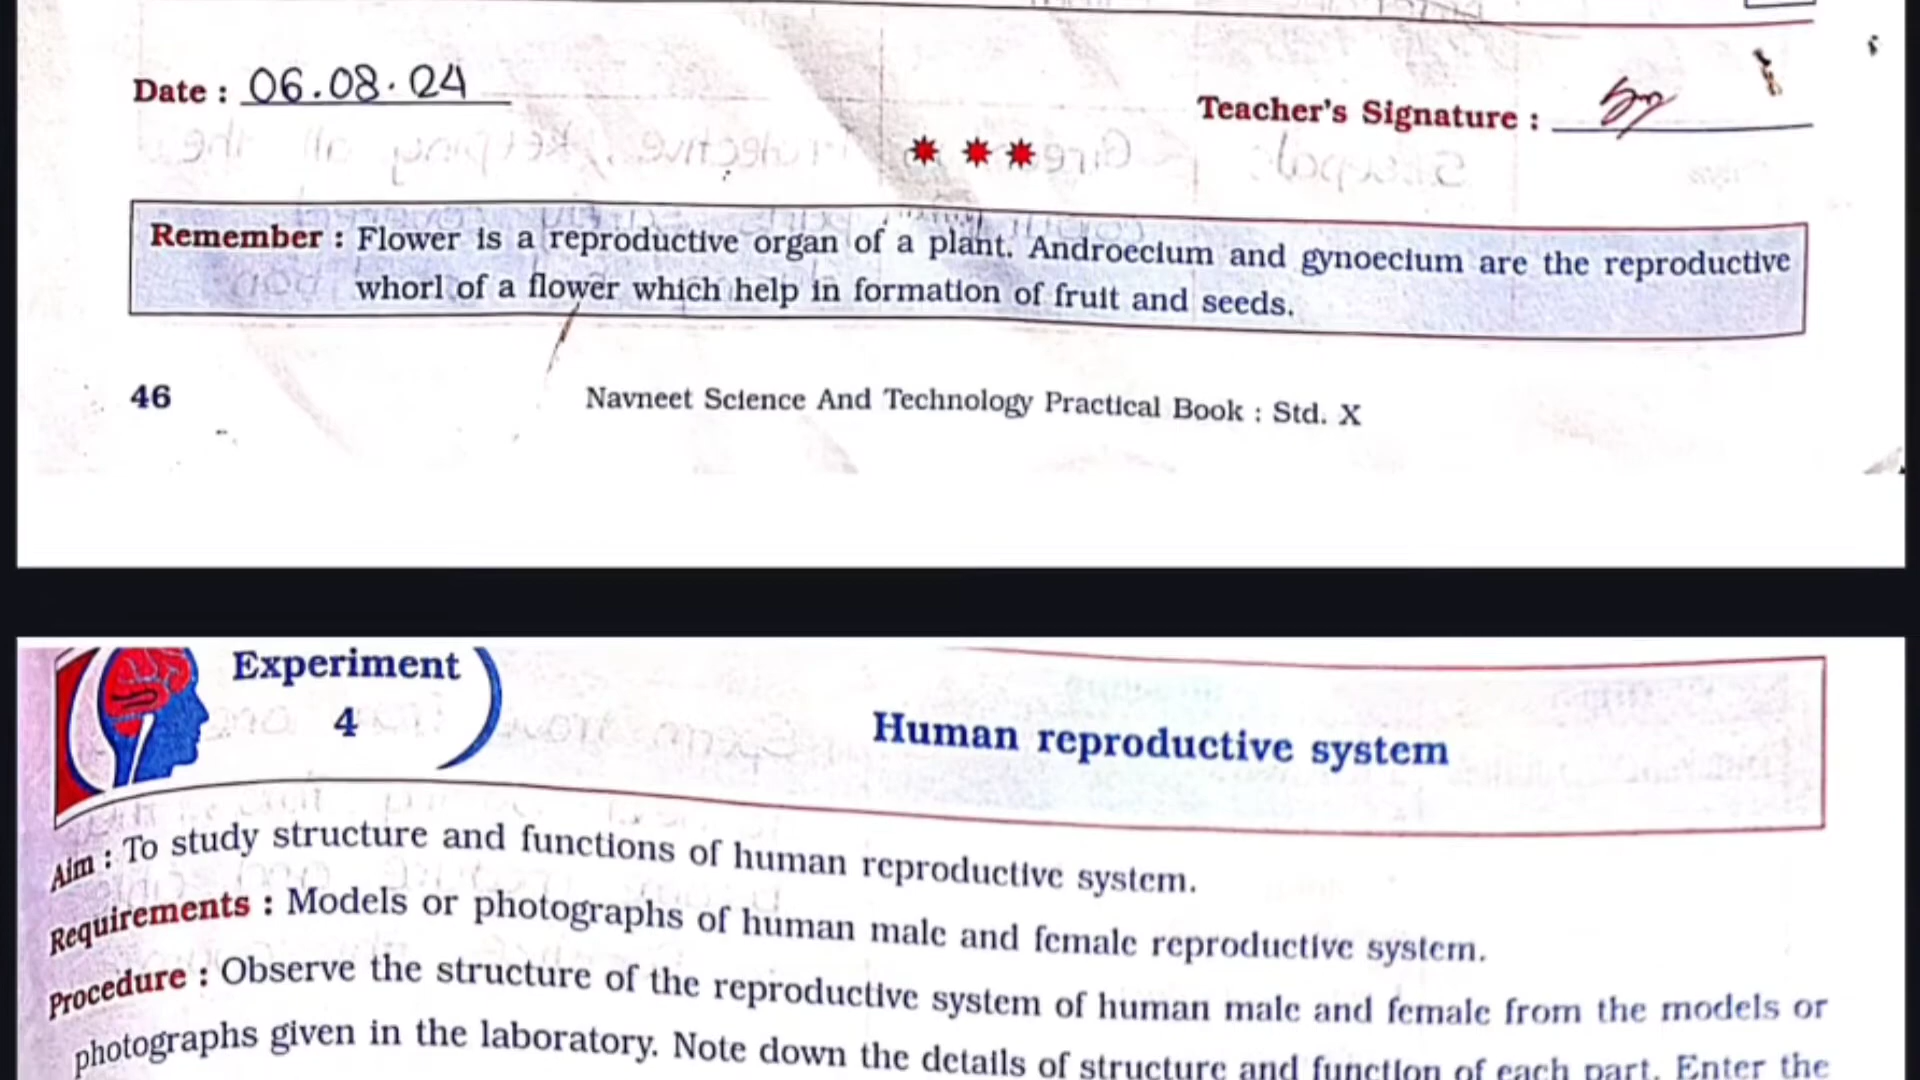 Date : 06.08.24
Teacher's Signature :
Remember : Flower is a reproductive organ of a plant. Androecium and gynoecium are the reproductive
whorl of a flower which help in formation of fruit and seeds.
46
Navneet Science And Technology Practical Book : Std. X
Experiment
4
Human reproductive system
Aim : To study structure and functions of human reproductive system.
Requirements : Models or photographs of human male and female reproductive system.
Procedure : Observe the structure of the reproductive system of human male and female from the models or
photographs given in the laboratory. Note down the details of structure and function of each part. Enter the